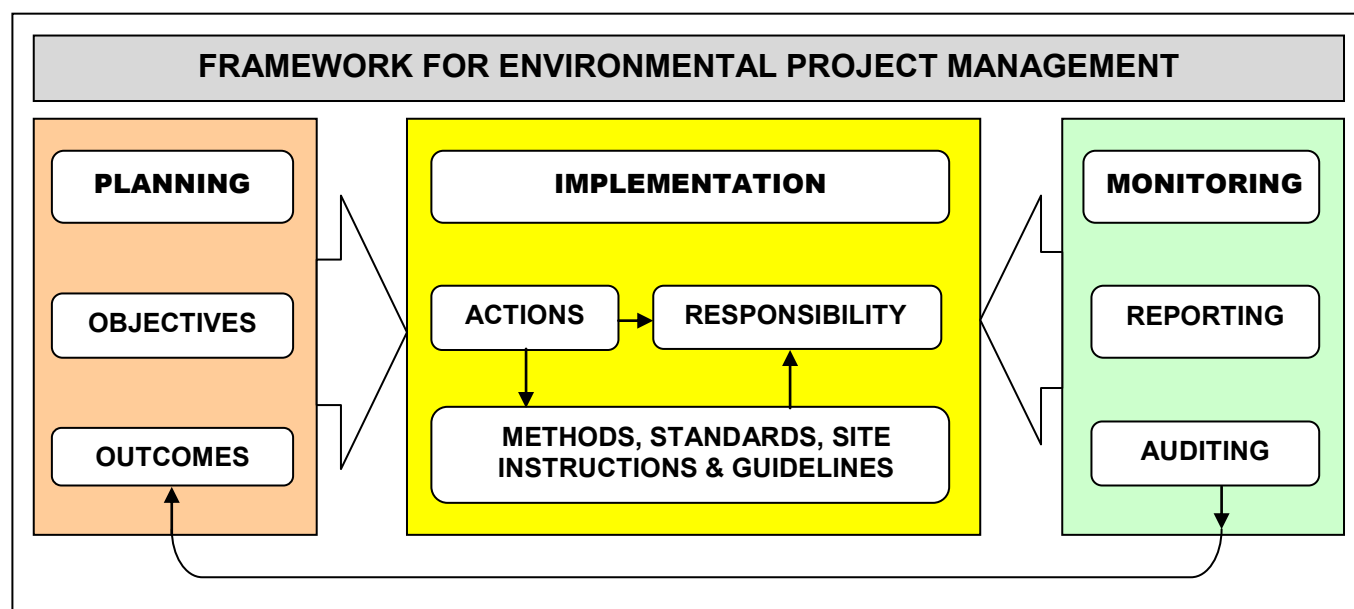 FRAMEWORK FOR ENVIRONMENTAL PROJECT MANAGEMENT
PLANNING
OBJECTIVES
OUTCOMES
IMPLEMENTATION
ACTIONS
RESPONSIBILITY
METHODS, STANDARDS, SITE
INSTRUCTIONS & GUIDELINES
MONITORING
REPORTING
AUDITING